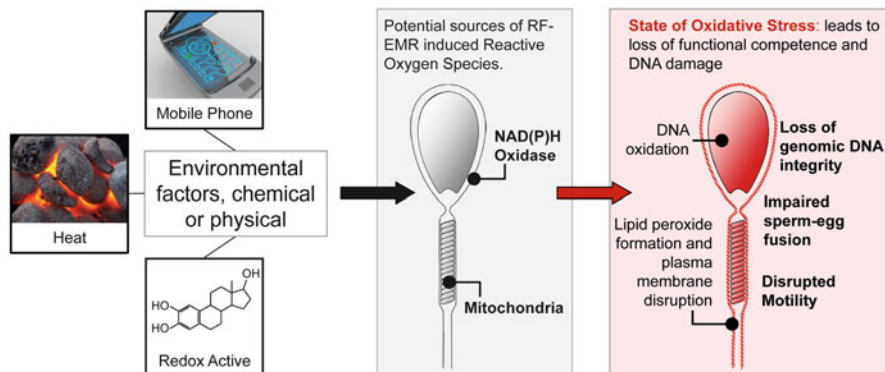 Mobile Phone
Heat
Environmental
factors, chemical
or physical
OH
HO
HO
Redox Active
Potential sources of RF-
EMR induced Reactive
Oxygen Species.
NAD(P)H
Oxidase
Mitochondria
State of Oxidative Stress: leads to
loss of functional competence and
DNA damage
DNA
oxidation
Loss of
genomic DNA
integrity
Impaired
sperm-egg
fusion
Lipid peroxide
formation and
plasma
membrane
disruption
Disrupted
Motility